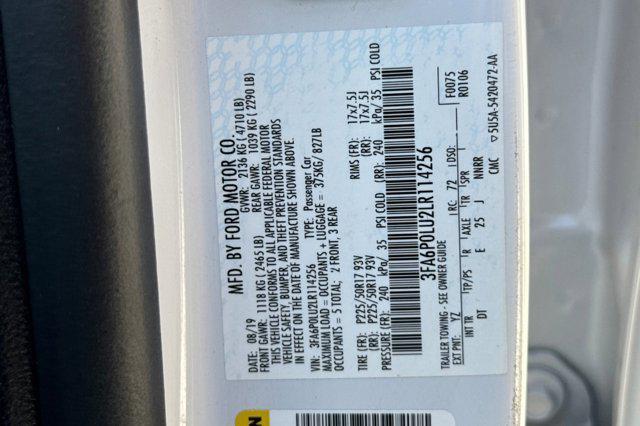 MFD. BY FORD MOTOR CO.
DATE: 08/19 GVWR: 2136 KG ( 4710 LB)
FRONT GAWR: 1118 KG ( 2465 LB) REAR GAWR: 1039 KG ( 2290 LB)
THIS VEHICLE CONFORMS TO ALL APPLICABLE FEDERAL MOTOR
VEHICLE SAFETY, BUMPER, AND THEFT PREVENTION STANDARDS
IN EFFECT ON THE DATE OF MANUFACTURE SHOWN ABOVE.
VIN: 3FA6P0LU2LR114256 TYPE: Passenger Car
MAXIMUM LOAD = OCCUPANTS + LUGGAGE = 375KG/ 827LB
OCCUPANTS = 5 TOTAL; 2 FRONT, 3 REAR
TIRE (FR): P225/50R17 93V RIMS (FR): 17x7.5J
(RR): P225/50R17 93V (RR): 17x7.5J
PRESSURE (FR): 240 kPa/ 35 PSI COLD (RR): 240 kPa/ 35 PSI COLD
3FA6P0LU2LR114256
F0075
R0106
TRAILER TOWING - SEE OWNER GUIDE
EXT PNT: YZ RC: 72 DSO:
INT TR TP/PS R AXLE TR SPR
DT E 25 J NNRR
CMC 5U5A-5420472-AA